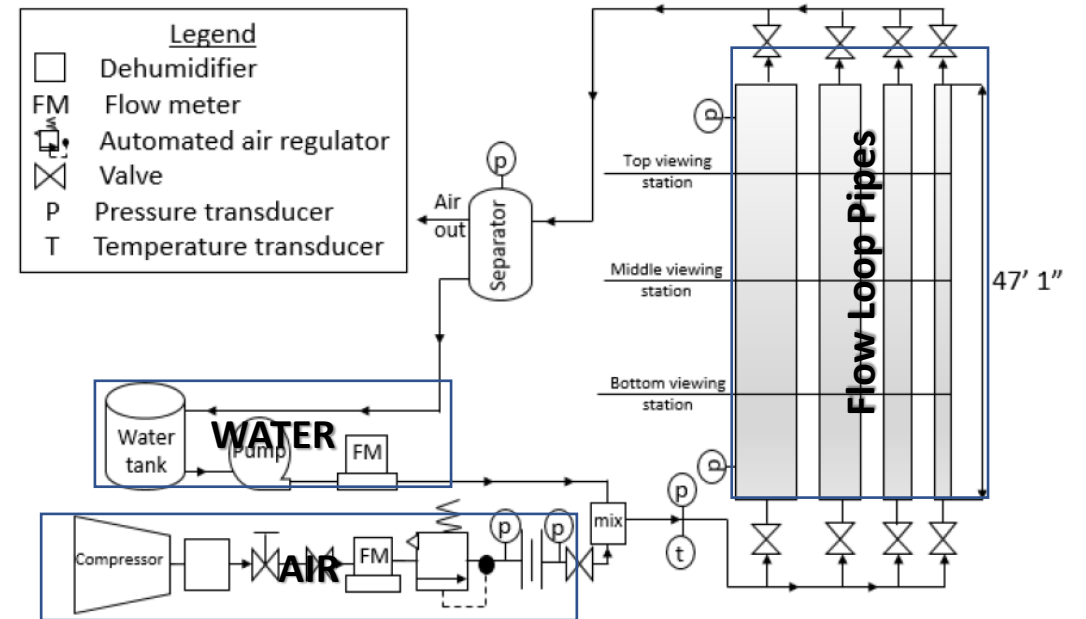 Legend
Dehumidifier
FM Flow meter
Automated air regulator
Valve
P Pressure transducer
T Temperature transducer
p
Air
out
Separator
p
Top viewing
station
Middle viewing
station
Bottom viewing
station
Flow Loop Pipes
47' 1”
p
Water
tank
WATER
Pump
FM
Compressor
AIR
FM
p
p
mix
p
t